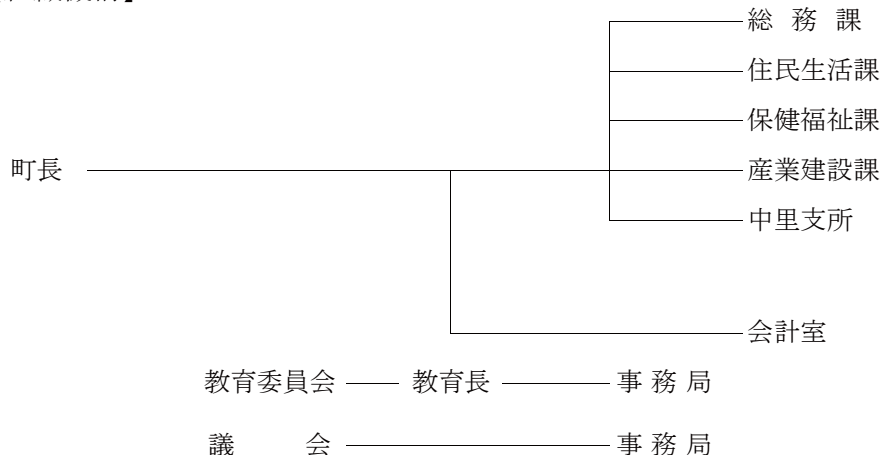 総務課
住民生活課
保健福祉課
町長 産業建設課
中里支所
会計室
教育委員会 教育長 事務局
議会 事務局